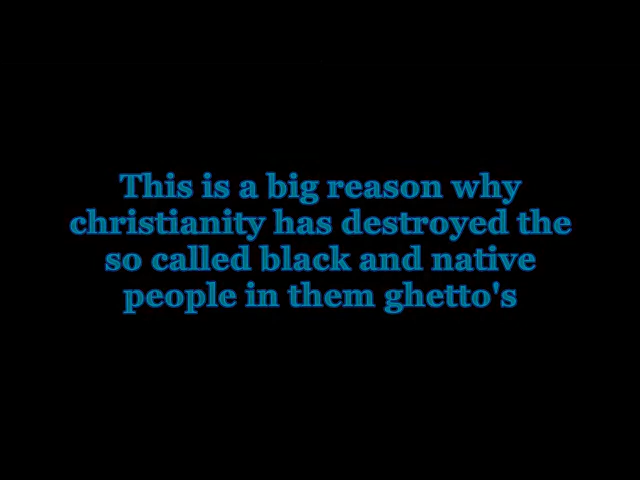 This is a big reason why
christianity has destroyed the
so called black and native
people in them ghetto's